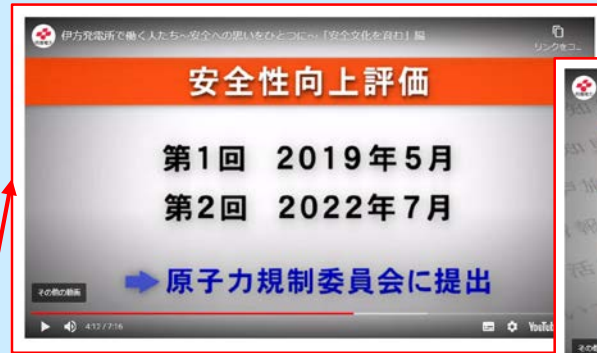 伊方発電所で働く人たち～安全への思いをひとつに～「安全文化を育む」編
リンクをコ...
安全性向上評価
第1回 2019年5月
第2回 2022年7月
➡原子力規制委員会に提出
その他の動画
4:12 / 7:16
YouTub